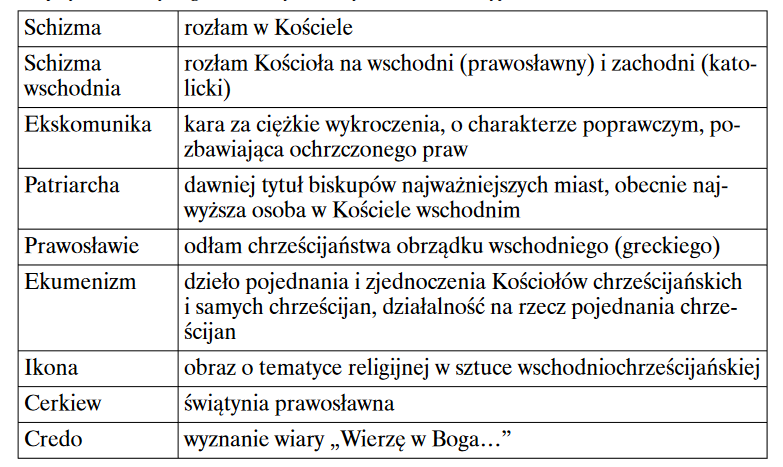 Schizma rozłam w Kościele
Schizma rozłam Kościoła na wschodni (prawosławny) i zachodni (kato-
wschodnia licki)
Ekskomunika kara za ciężkie wykroczenia, o charakterze poprawczym, po-
zbawiająca ochrzczonego praw
Patriarcha dawniej tytuł biskupów najważniejszych miast, obecnie naj-
wyższa osoba w Kościele wschodnim
Prawosławie odłam chrześcijaństwa obrządku wschodniego (greckiego)
Ekumenizm dzieło pojednania i zjednoczenia Kościołów chrześcijańskich
i samych chrześcijan, działalność na rzecz pojednania chrze-
ścijan
Ikona obraz o tematyce religijnej w sztuce wschodniochrześcijańskiej
Cerkiew świątynia prawosławna
Credo wyznanie wiary „Wierzę w Boga…”